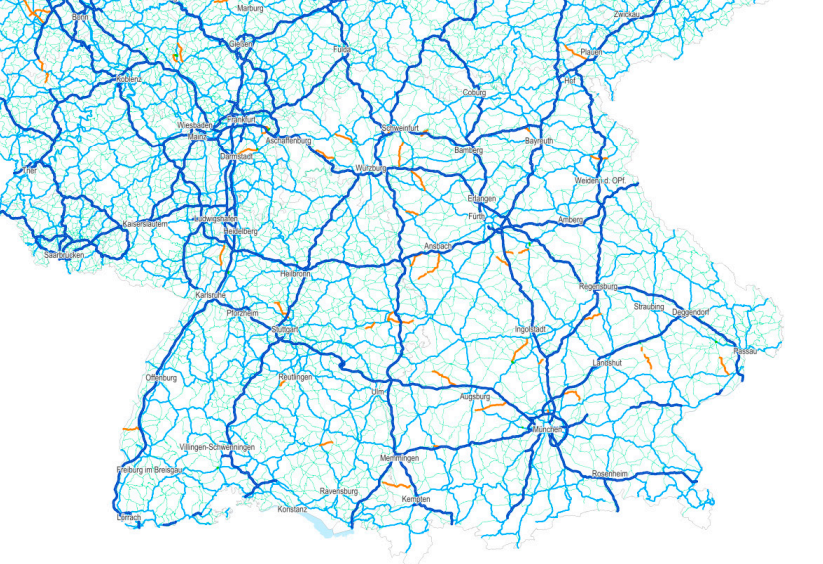 Marburg
Zwickau
Bonn
Gießen
Fulda
Plauen
Koblenz
Hof
Coburg
Frankfurt
Wiesbaden
Schweinfurt
Mainz
Aschaffenburg
Bayreuth
Bamberg
Darmstadt
Würzburg
Trier
Weiden i. d. OPf.
Erlangen
Fürth
Ludwigshafen
Amberg
Kaiserslautern
Heidelberg
Ansbach
Saarbrücken
Heilbronn
Regensburg
Karlsruhe
Straubing
Pforzheim
Deggendorf
Stuttgart
Ingolstadt
Passau
Landshut
Offenburg
Reutlingen
Ulm
Augsburg
München
Villingen-Schwenningen
Memmingen
Freiburg im Breisgau
Rosenheim
Ravensburg
Kempten
Konstanz
Lörrach